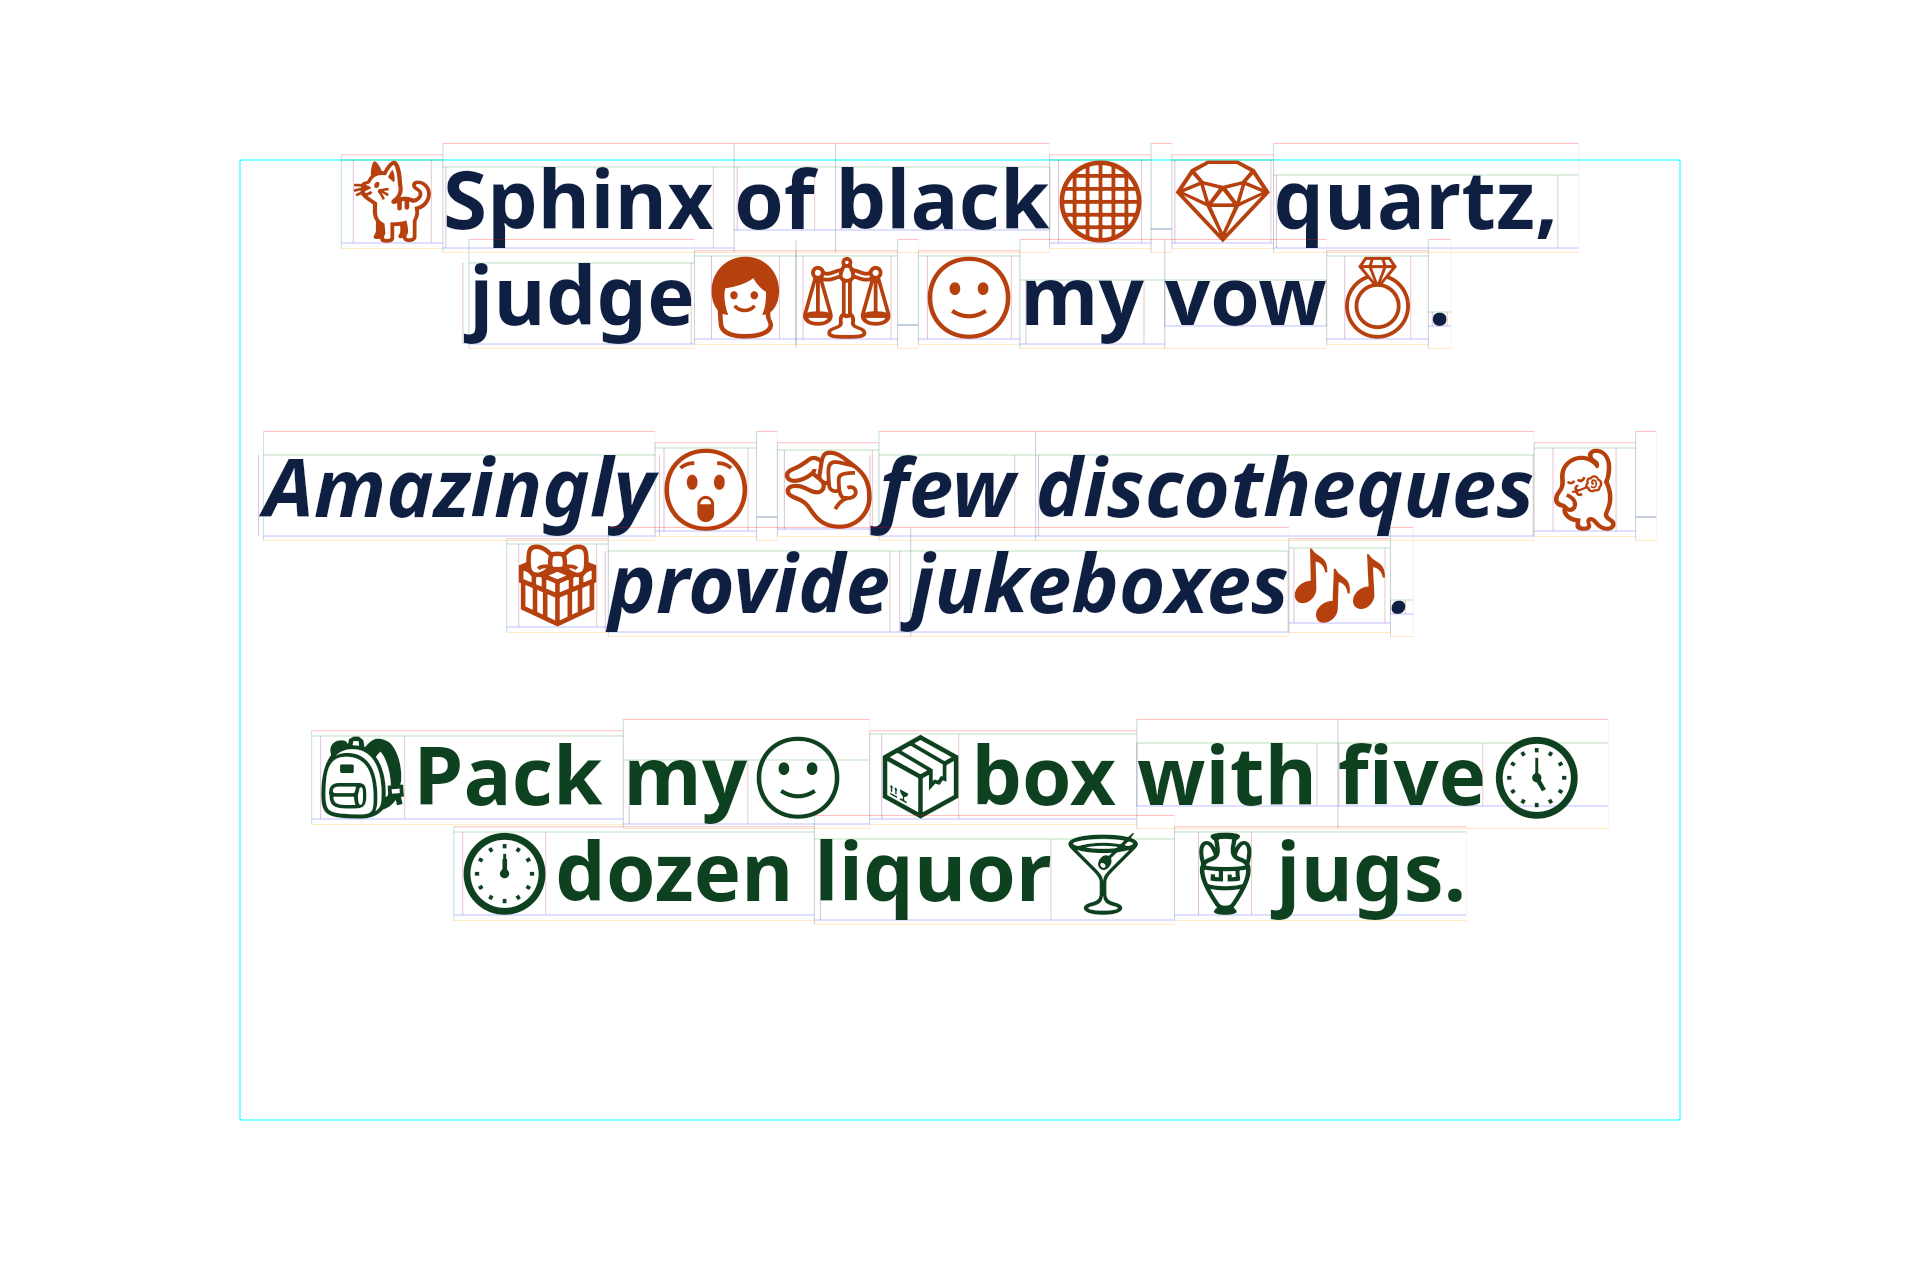 🐈Sphinx of black🌐 💎quartz,
judge👩⚖ 🙂my vow💍.
Amazingly😯 🤏few discotheques💃
🎁provide jukeboxes🎶.
🎒Pack my🙂 📦box with five🕔
🕛dozen liquor🍸 🏺jugs.